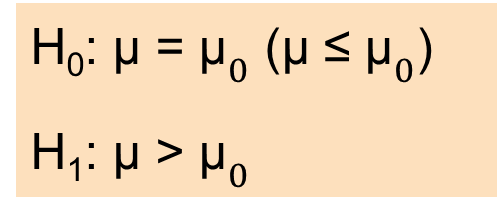 H₀: μ = μ₀ (μ ≤ μ₀)
H₁: μ > μ₀